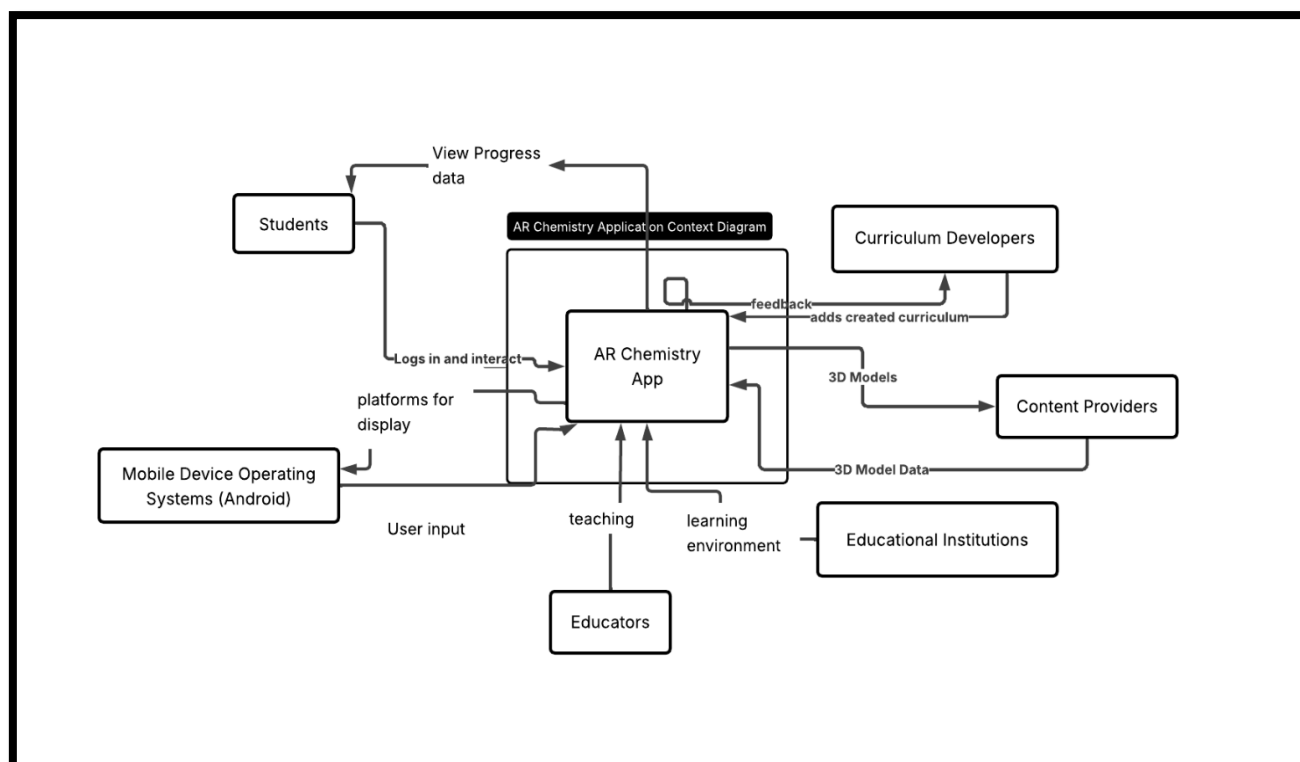 View Progress
data
Students
AR Chemistry Application Context Diagram
Curriculum Developers
feedback
adds created curriculum
AR Chemistry
App
Logs in and interact
3D Models
platforms for
display
Content Providers
Mobile Device Operating
Systems (Android)
3D Model Data
User input
teaching
learning
environment
Educational Institutions
Educators